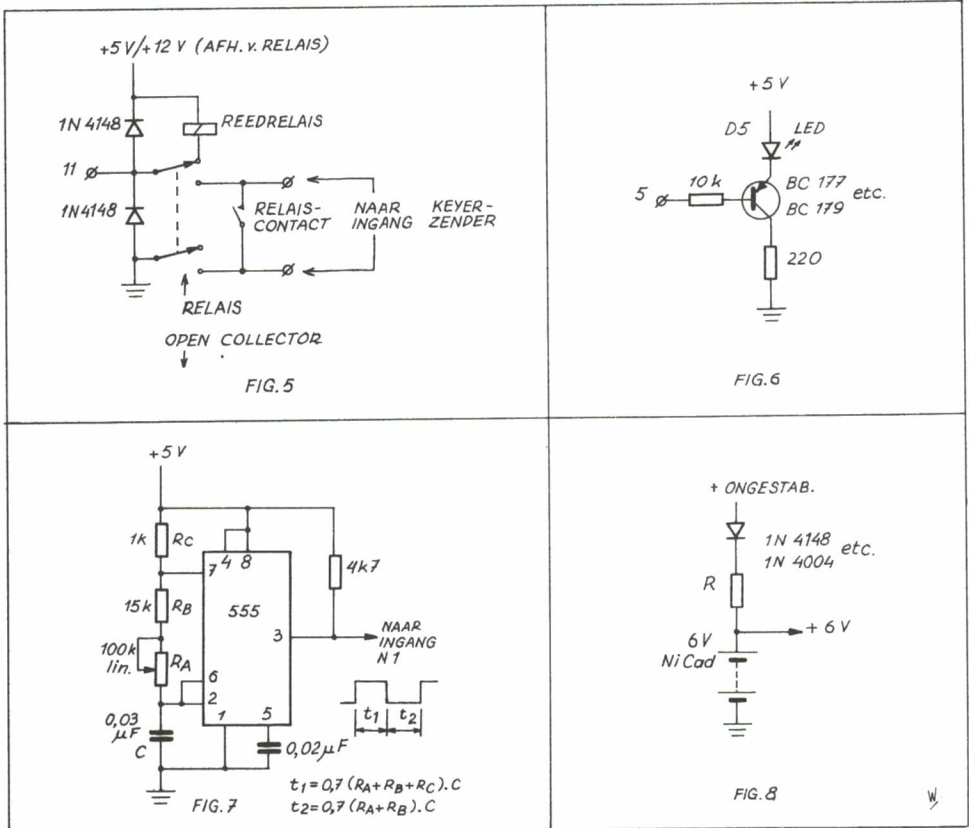 +5 V/+12 V (AFH. v. RELAIS)
1N 4148
REEDRELAIS
11
1N4148
RELAIS-
CONTACT
NAAR
INGANG
KEYER-
ZENDER
RELAIS
OPEN COLLECTOR
FIG. 5
+5 V
D5
LED
5
10 k
BC 177
BC 179
etc.
220
FIG. 6
+5 V
1k
RC
4
8
7
4k7
15k
RB
555
3
NAAR
INGANG
N1
100k
lin.
RA
6
2
t1
t2
0,03
µF
C
1
5
0,02µF
t1=0,7 (RA+RB+RC).C
t2=0,7 (RA+RB).C
FIG. 7
+ ONGESTAB.
1N 4148
1N 4004
etc.
R
6V
NiCad
+ 6 V
FIG. 8
W